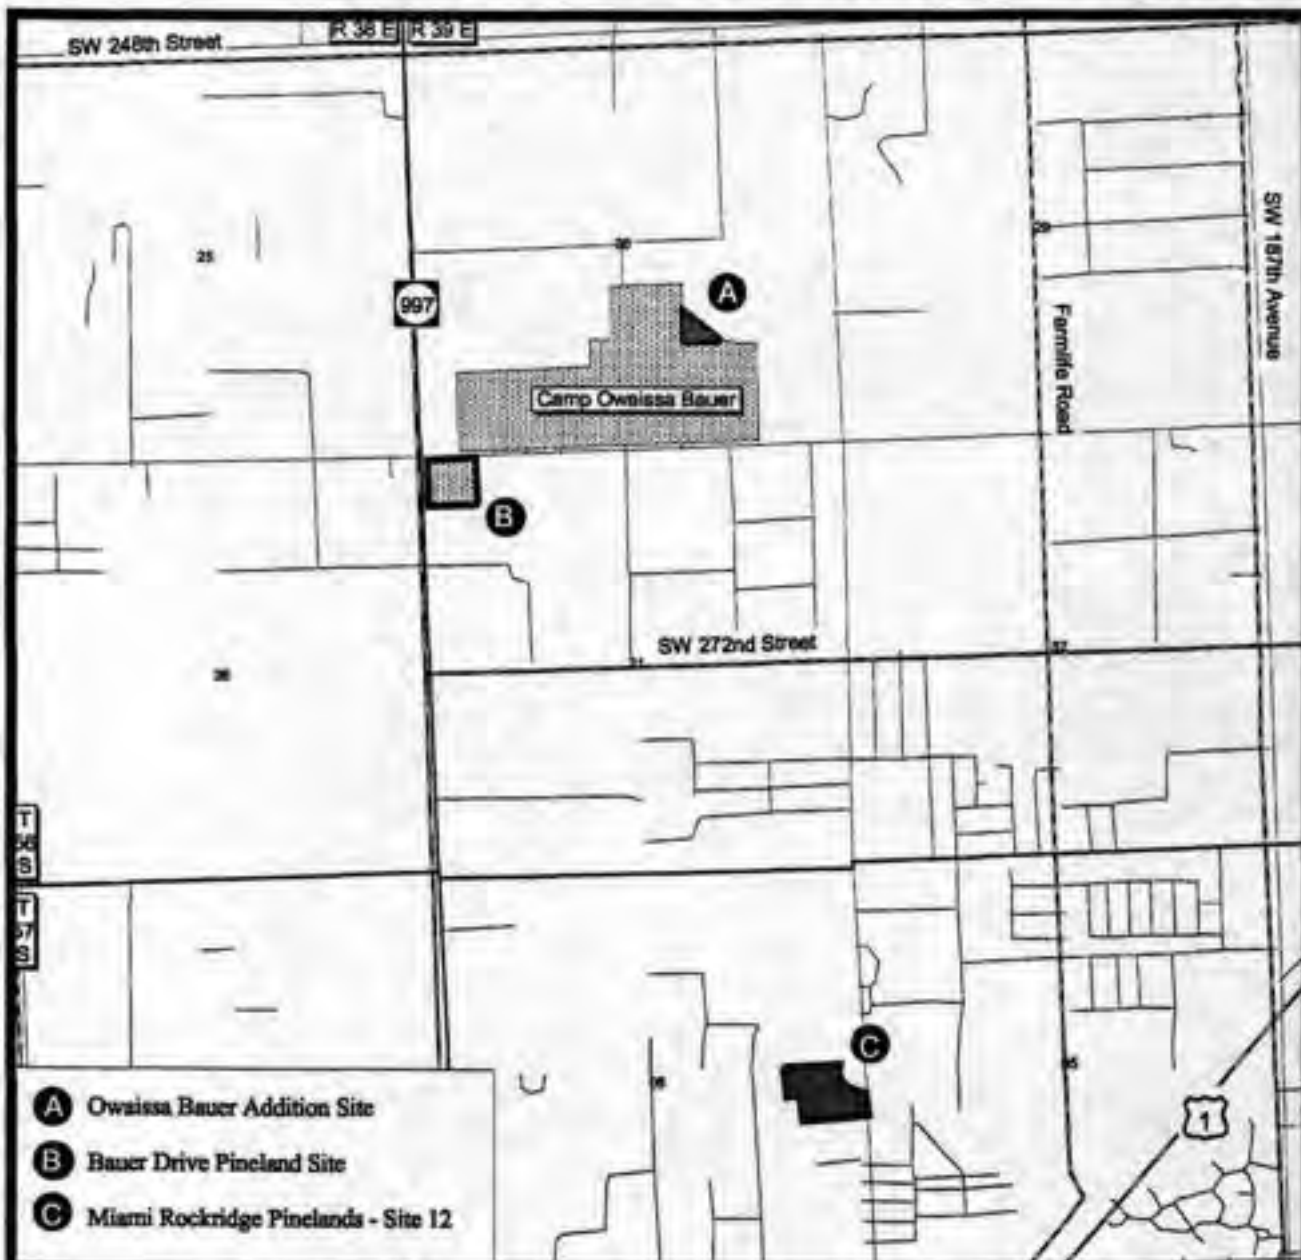 SW 248th Street
R 38 E
R 39 E
SW 187th Avenue
25
30
29
A
997
Farmlife Road
Camp Owaissa Bauer
B
SW 272nd Street
31
32
36
T
56
S
T
57
S
C
1
A Owaissa Bauer Addition Site
B Bauer Drive Pineland Site
C Miami Rockridge Pinelands - Site 12